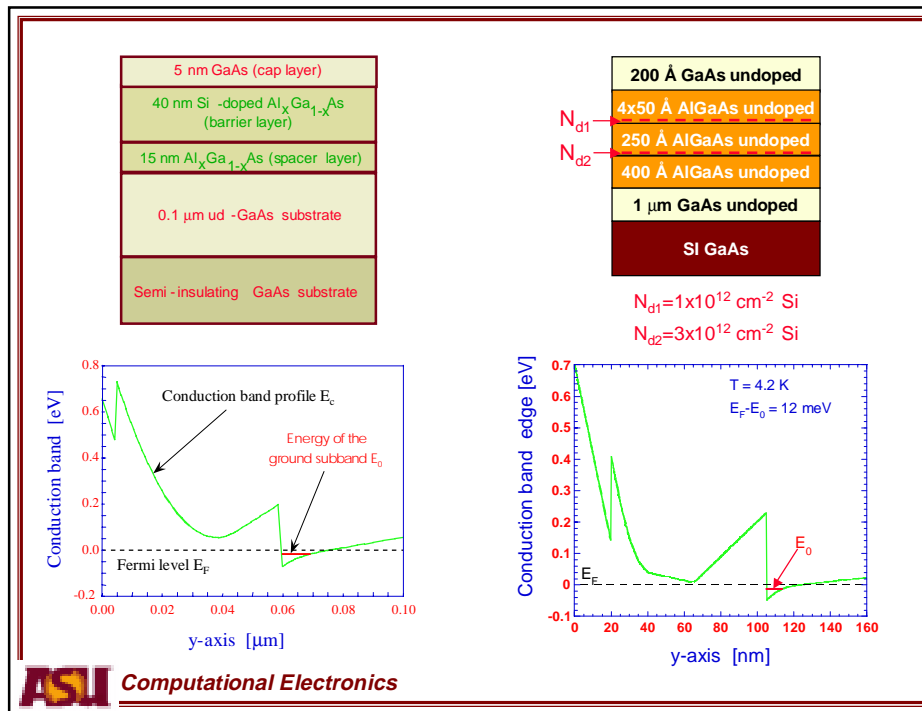 5 nm GaAs (cap layer)
40 nm Si -doped AlxGa1-xAs
(barrier layer)
15 nm AlxGa1-xAs (spacer layer)
0.1 μm ud -GaAs substrate
Semi-insulating GaAs substrate
200 Å GaAs undoped
4x50 Å AlGaAs undoped
Nd1
250 Å AlGaAs undoped
Nd2
400 Å AlGaAs undoped
1 μm GaAs undoped
SI GaAs
Nd1=1x10^12 cm^-2 Si
Nd2=3x10^12 cm^-2 Si
Conduction band [eV]
0.8
0.6
0.4
0.2
0.0
-0.2
Conduction band profile Ec
Energy of the
ground subband E0
Fermi level EF
0.00 0.02 0.04 0.06 0.08 0.10
y-axis [μm]
Conduction band edge [eV]
0.7
0.6
0.5
0.4
0.3
0.2
0.1
0
-0.1
T = 4.2 K
EF-E0 = 12 meV
E0
EF
0 20 40 60 80 100 120 140 160
y-axis [nm]
ASU
Computational Electronics